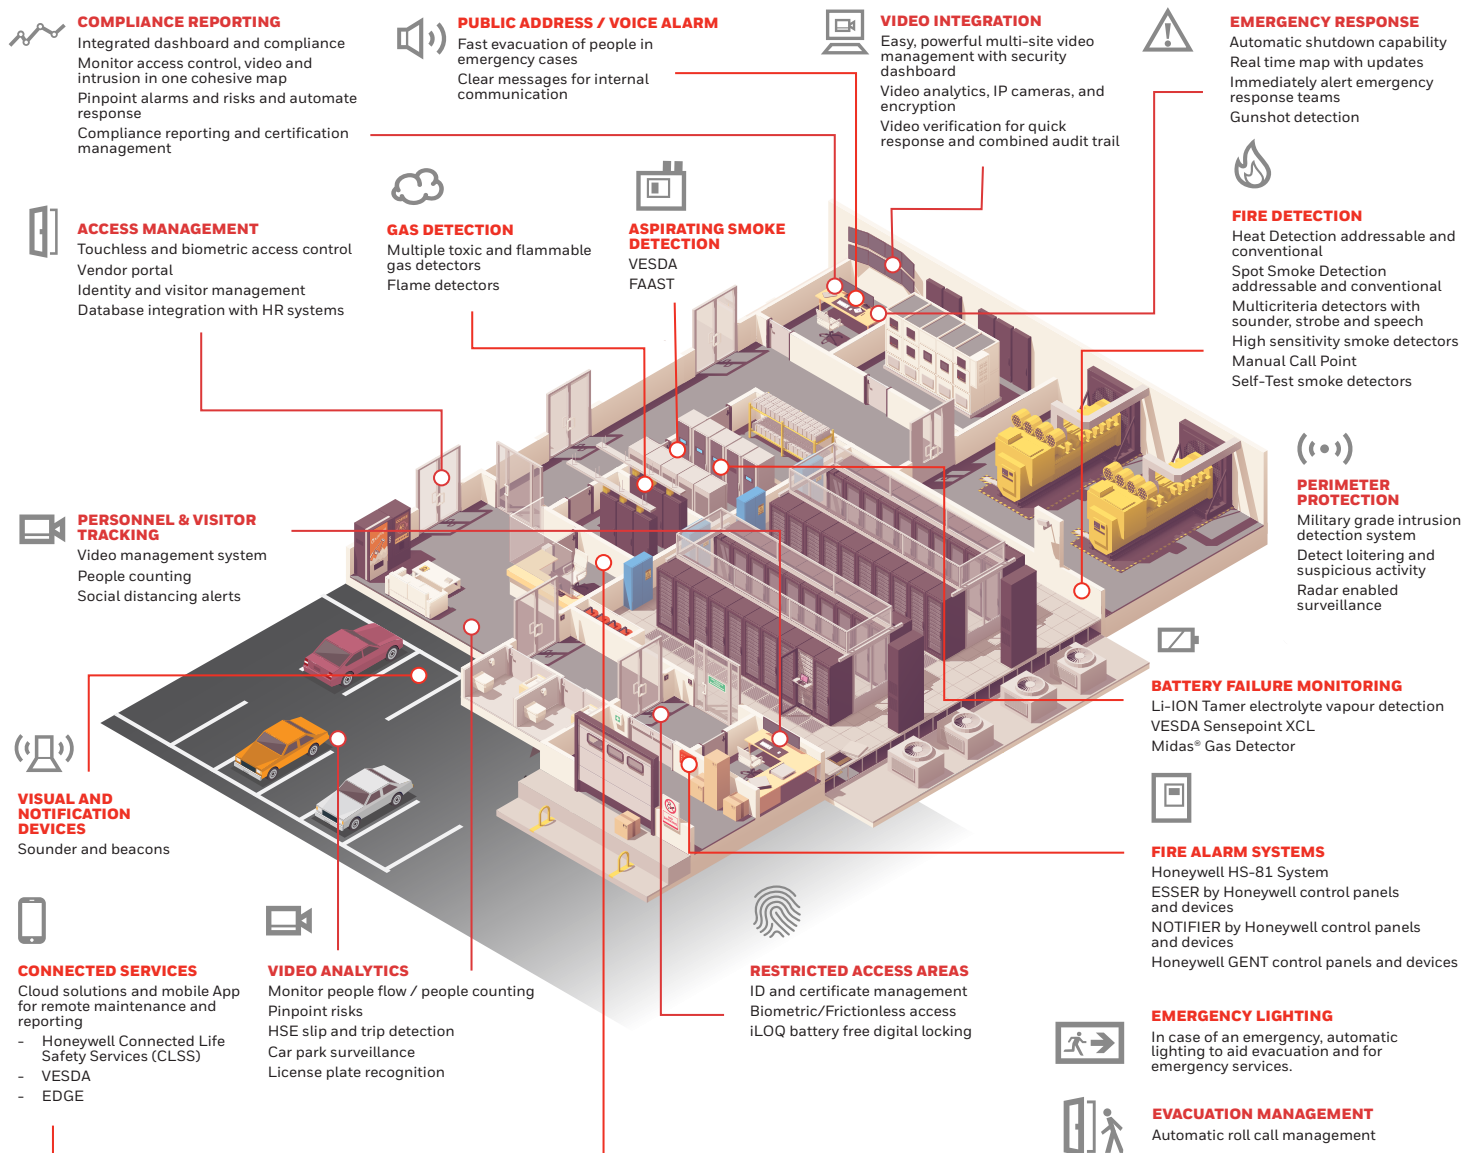 COMPLIANCE REPORTING
Integrated dashboard and compliance
Monitor access control, video and
intrusion in one cohesive map
Pinpoint alarms and risks and automate
response
Compliance reporting and certification
management
PUBLIC ADDRESS / VOICE ALARM
Fast evacuation of people in
emergency cases
Clear messages for internal
communication
VIDEO INTEGRATION
Easy, powerful multi-site video
management with security
dashboard
Video analytics, IP cameras, and
encryption
Video verification for quick
response and combined audit trail
EMERGENCY RESPONSE
Automatic shutdown capability
Real time map with updates
Immediately alert emergency
response teams
Gunshot detection
ACCESS MANAGEMENT
Touchless and biometric access control
Vendor portal
Identity and visitor management
Database integration with HR systems
GAS DETECTION
Multiple toxic and flammable
gas detectors
Flame detectors
ASPIRATING SMOKE
DETECTION
VESDA
FAAST
FIRE DETECTION
Heat Detection addressable and
conventional
Spot Smoke Detection
addressable and conventional
Multicriteria detectors with
sounder, strobe and speech
High sensitivity smoke detectors
Manual Call Point
Self-Test smoke detectors
PERIMETER
PROTECTION
Military grade intrusion
detection system
Detect loitering and
suspicious activity
Radar enabled
surveillance
PERSONNEL & VISITOR
TRACKING
Video management system
People counting
Social distancing alerts
BATTERY FAILURE MONITORING
Li-ION Tamer electrolyte vapour detection
VESDA Sensepoint XCL
Midas® Gas Detector
VISUAL AND
NOTIFICATION
DEVICES
Sounder and beacons
FIRE ALARM SYSTEMS
Honeywell HS-81 System
ESSER by Honeywell control panels
and devices
NOTIFIER by Honeywell control panels
and devices
Honeywell GENT control panels and devices
CONNECTED SERVICES
Cloud solutions and mobile App
for remote maintenance and
reporting
- Honeywell Connected Life
Safety Services (CLSS)
- VESDA
- EDGE
VIDEO ANALYTICS
Monitor people flow / people counting
Pinpoint risks
HSE slip and trip detection
Car park surveillance
License plate recognition
RESTRICTED ACCESS AREAS
ID and certificate management
Biometric/Frictionless access
iLOQ battery free digital locking
EMERGENCY LIGHTING
In case of an emergency, automatic
lighting to aid evacuation and for
emergency services.
EVACUATION MANAGEMENT
Automatic roll call management